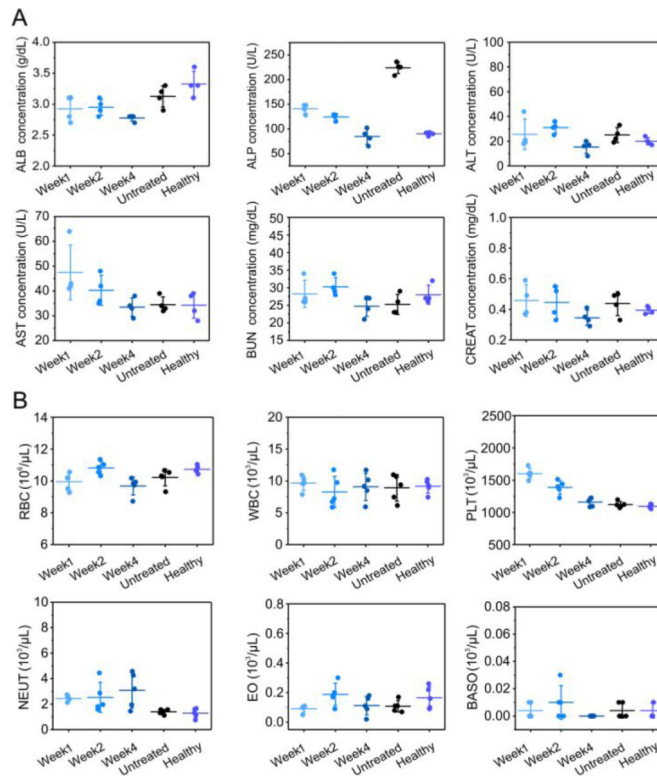 A
ALB concentration (g/dL)
4.0
3.5
3.0
2.5
2.0
Week1 Week2 Week4 Untreated Healthy
ALP concentration (U/L)
250
200
150
100
50
Week1 Week2 Week4 Untreated Healthy
ALT concentration (U/L)
100
80
60
40
20
0
Week1 Week2 Week4 Untreated Healthy
AST concentration (U/L)
70
60
50
40
30
20
Week1 Week2 Week4 Untreated Healthy
BUN concentration (mg/dL)
50
45
40
35
30
25
20
15
Week1 Week2 Week4 Untreated Healthy
CREAT concentration (mg/dL)
1.0
0.8
0.6
0.4
0.2
Week1 Week2 Week4 Untreated Healthy
B
RBC (10⁶/µL)
14
12
10
8
6
Week1 Week2 Week4 Untreated Healthy
WBC (10³/µL)
20
15
10
5
0
Week1 Week2 Week4 Untreated Healthy
PLT (10³/µL)
2500
2000
1500
1000
500
Week1 Week2 Week4 Untreated Healthy
NEUT (10³/µL)
10
8
6
4
2
0
Week1 Week2 Week4 Untreated Healthy
EO (10³/µL)
0.6
0.4
0.2
0.0
Week1 Week2 Week4 Untreated Healthy
BASO (10³/µL)
0.08
0.06
0.04
0.02
0.00
Week1 Week2 Week4 Untreated Healthy